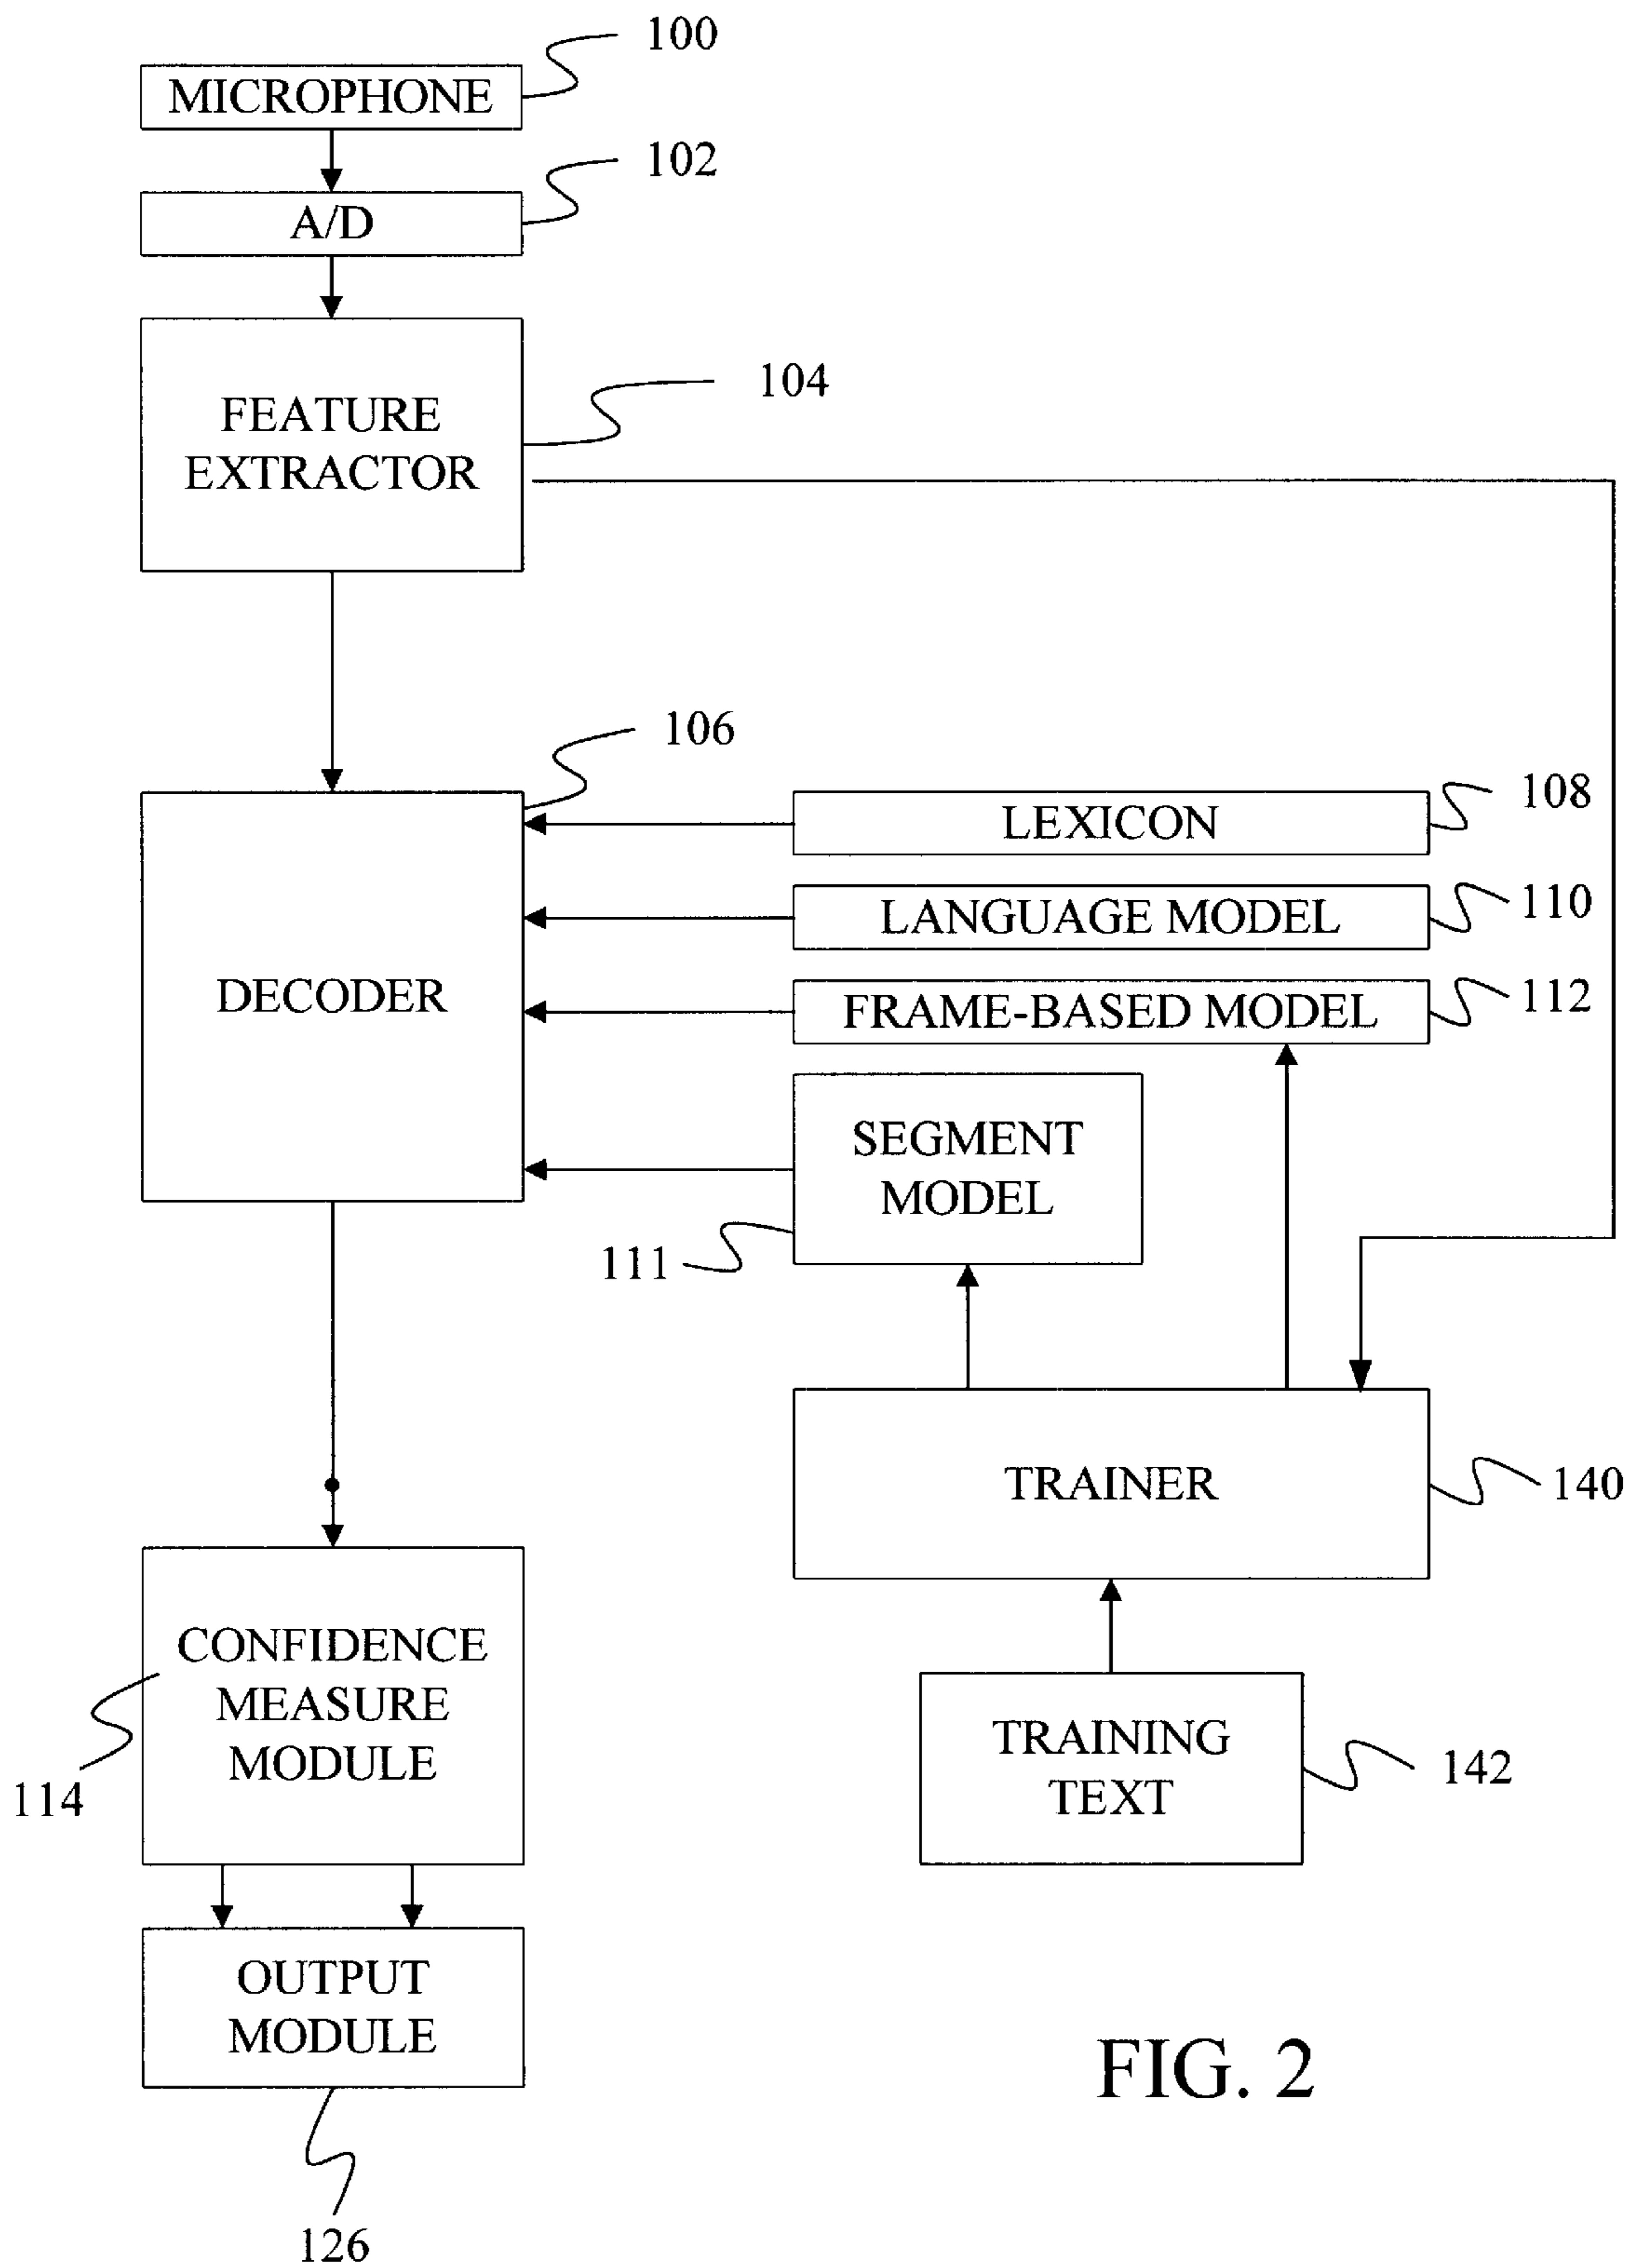 100
MICROPHONE
102
A/D
104
FEATURE
EXTRACTOR
106
108
LEXICON
110
LANGUAGE MODEL
DECODER
112
FRAME-BASED MODEL
SEGMENT
MODEL
111
TRAINER
140
CONFIDENCE
MEASURE
MODULE
114
TRAINING
TEXT
142
OUTPUT
MODULE
FIG. 2
126